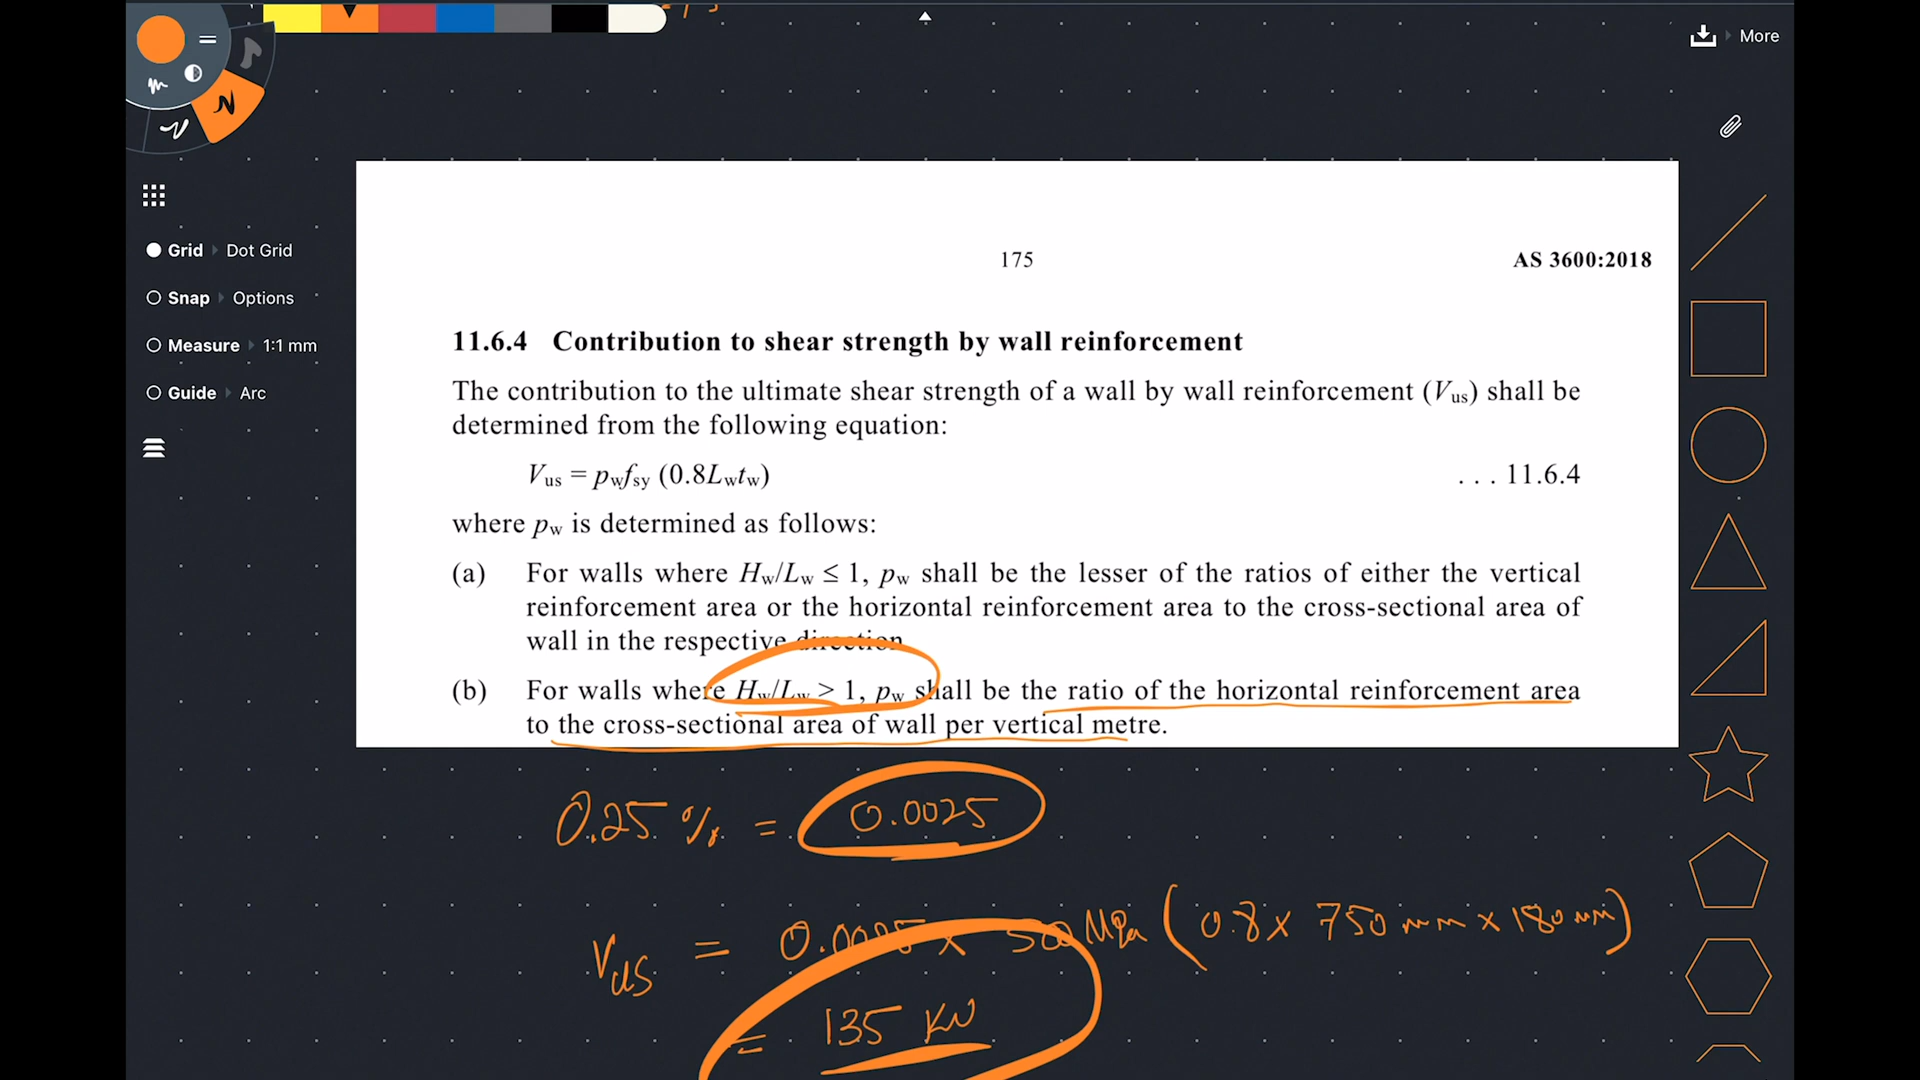 More
Grid Dot Grid
Snap Options
Measure 1:1 mm
Guide Arc
175
AS 3600:2018
11.6.4 Contribution to shear strength by wall reinforcement
The contribution to the ultimate shear strength of a wall by wall reinforcement (Vus) shall be
determined from the following equation:
Vus = pwfsy (0.8Lwtw) . . . 11.6.4
where pw is determined as follows:
(a) For walls where Hw/Lw ≤ 1, pw shall be the lesser of the ratios of either the vertical
reinforcement area or the horizontal reinforcement area to the cross-sectional area of
wall in the respective direction.
(b) For walls where Hw/Lw > 1, pw shall be the ratio of the horizontal reinforcement area
to the cross-sectional area of wall per vertical metre.
0.25 % = 0.0025
Vus = 0.0025 x 500 MPa (0.8 x 750 mm x 180 mm)
= 135 KN